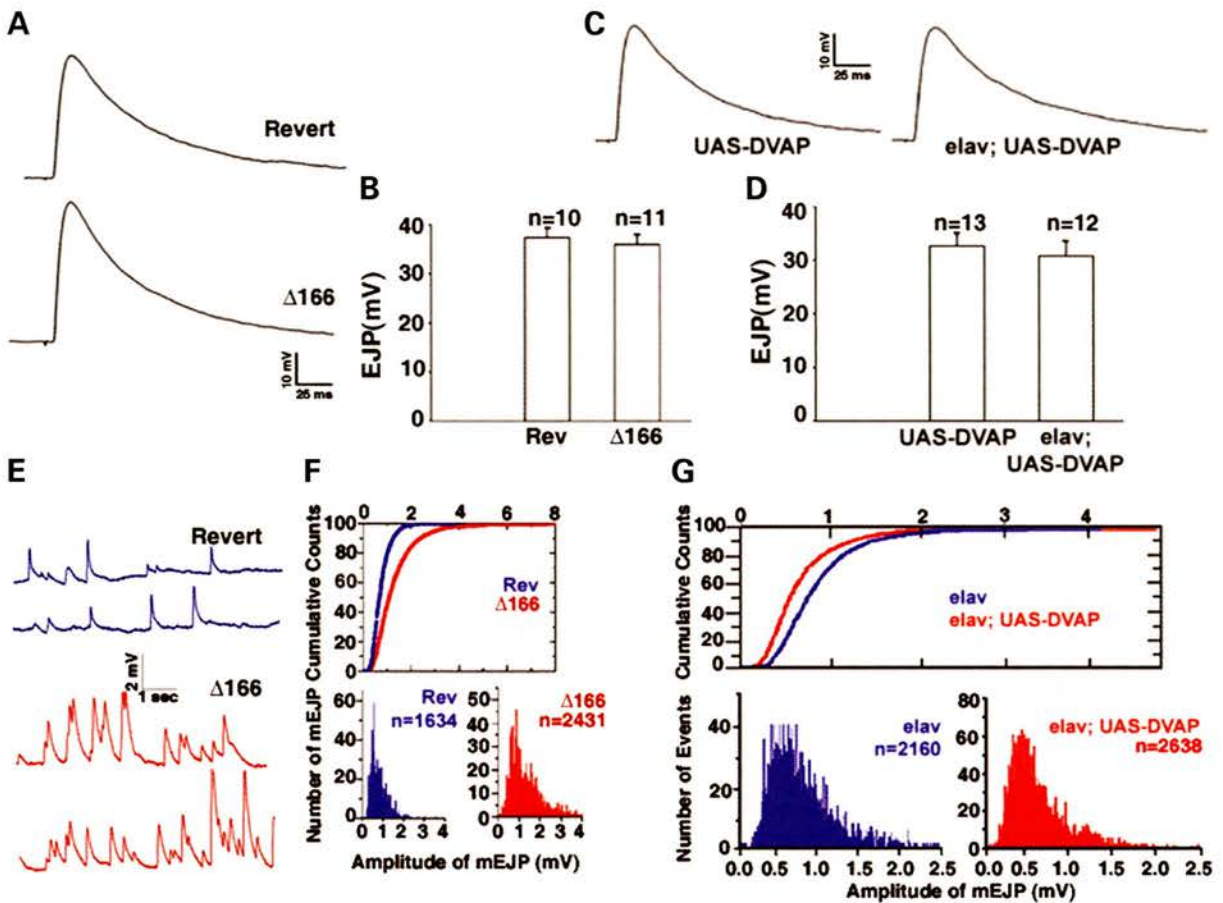 A
Revert
Δ166
10 mV
25 ms
B
EJP(mV)
40
30
20
10
0
n=10
n=11
Rev
Δ166
C
10 mV
25 ms
UAS-DVAP
elav; UAS-DVAP
D
EJP(mV)
40
30
20
10
0
n=13
n=12
UAS-DVAP
elav;
UAS-DVAP
E
Revert
2 mV
1 sec
Δ166
F
0 2 4 6 8
Cumulative Counts
100
80
60
40
20
0
Rev
Δ166
Number of mEJP
60
40
20
0
Rev
n=1634
0 1 2 3 4
50
40
30
20
10
0
Δ166
n=2431
0 1 2 3 4
Amplitude of mEJP (mV)
G
0 1 2 3 4
Cumulative Counts
100
80
60
40
20
0
elav
elav; UAS-DVAP
Number of Events
50
40
30
20
10
0
elav
n=2160
0.0 0.5 1.0 1.5 2.0 2.5
80
60
40
20
0
elav; UAS-DVAP
n=2638
0.0 0.5 1.0 1.5 2.0 2.5
Amplitude of mEJP (mV)